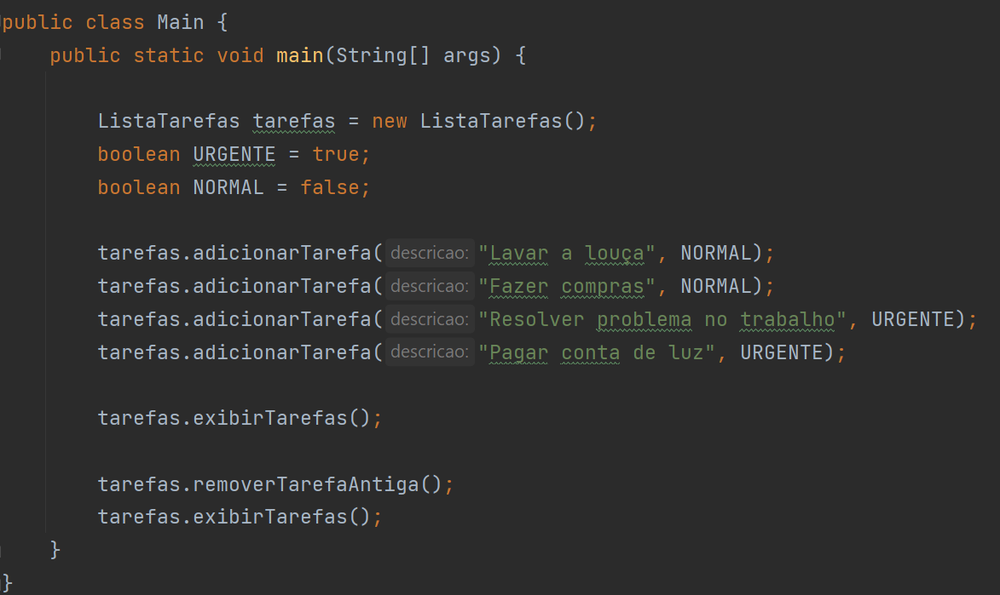 public class Main {
public static void main(String[] args) {
ListaTarefas tarefas = new ListaTarefas();
boolean URGENTE = true;
boolean NORMAL = false;
tarefas.adicionarTarefa( descricao: "Lavar a louça", NORMAL);
tarefas.adicionarTarefa( descricao: "Fazer compras", NORMAL);
tarefas.adicionarTarefa( descricao: "Resolver problema no trabalho", URGENTE);
tarefas.adicionarTarefa( descricao: "Pagar conta de luz", URGENTE);
tarefas.exibirTarefas();
tarefas.removerTarefaAntiga();
tarefas.exibirTarefas();
}
}